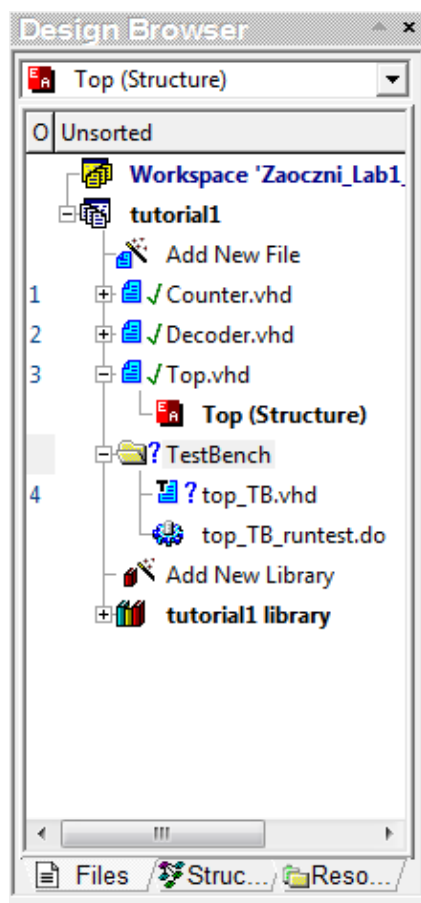 Design Browser
Top (Structure)
O Unsorted
Workspace 'Zaoczni_Lab1_
tutorial1
Add New File
1 Counter.vhd
2 Decoder.vhd
3 Top.vhd
Top (Structure)
TestBench
4 top_TB.vhd
top_TB_runtest.do
Add New Library
tutorial1 library
Files Struc... Reso...